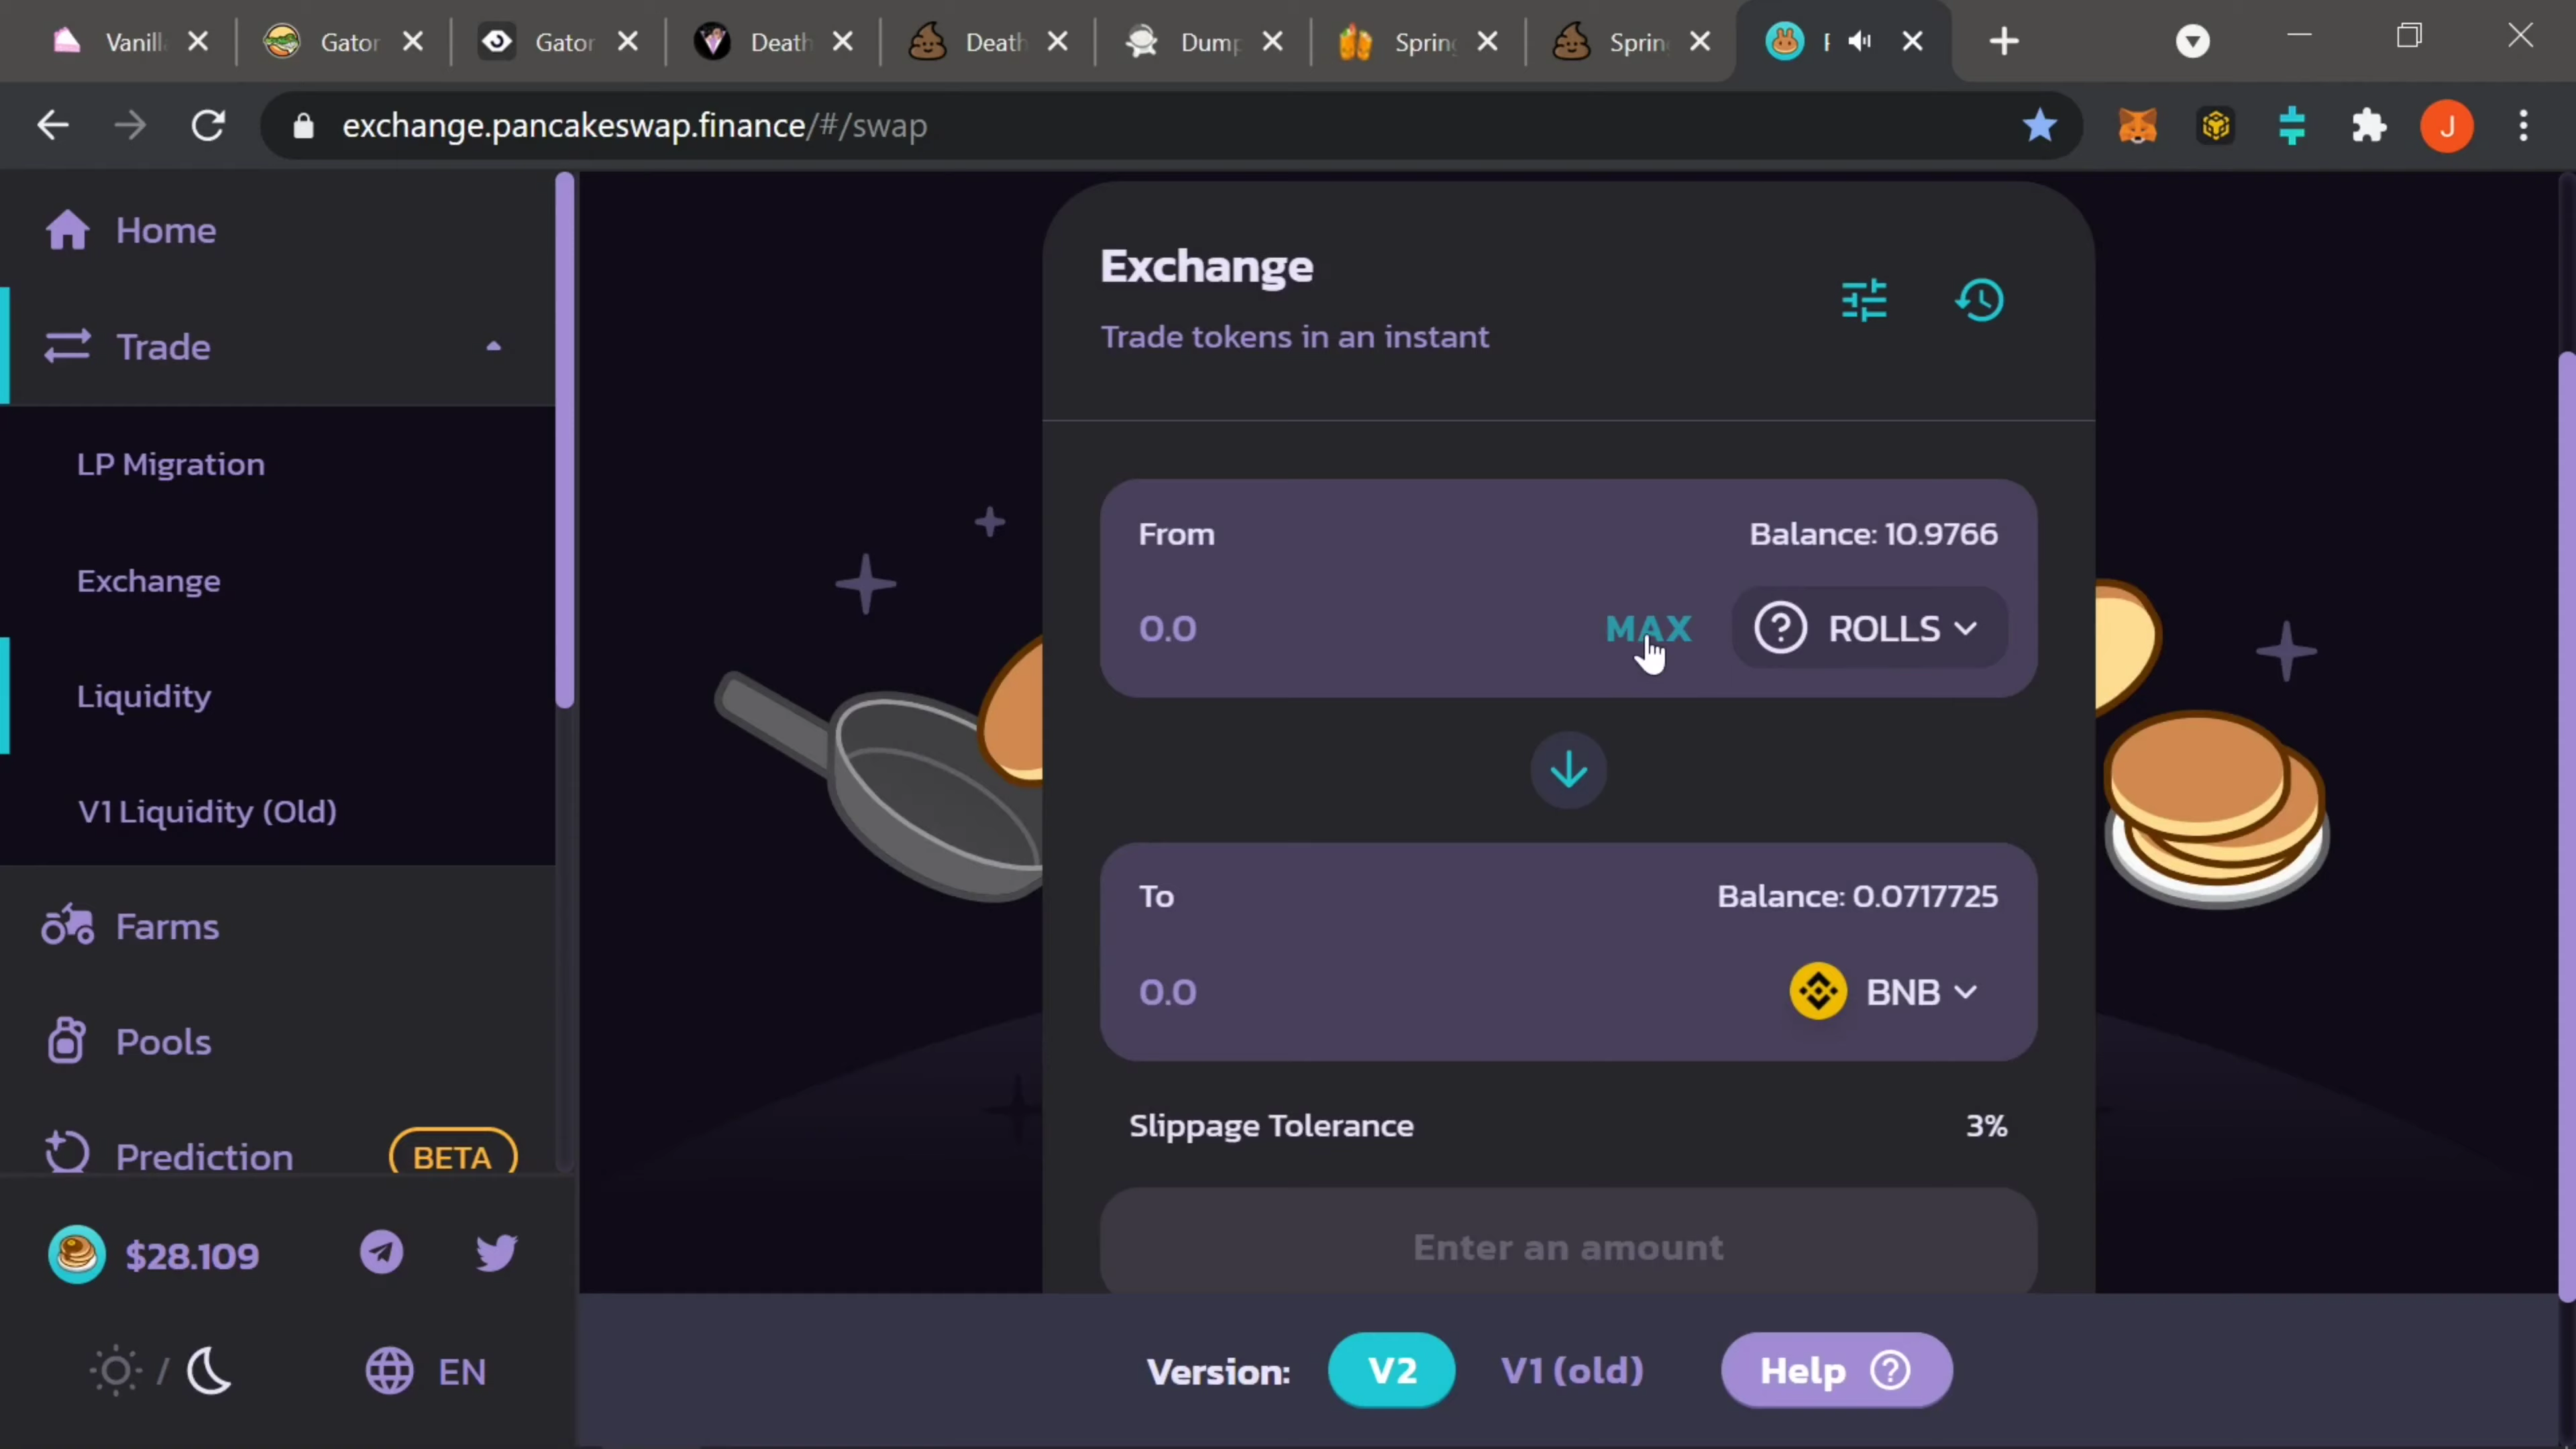 Vanill
Gator
Gator
Death
Death
Dump
Spring
Sprin
exchange.pancakeswap.finance/#/swap
J
Home
Trade
LP Migration
Exchange
Liquidity
V1 Liquidity (Old)
Farms
Pools
Prediction BETA
$28.109
/
EN
Exchange
Trade tokens in an instant
From Balance: 10.9766
0.0 MAX ? ROLLS
To Balance: 0.0717725
0.0 BNB
Slippage Tolerance 3%
Enter an amount
Version: V2 V1 (old) Help ?